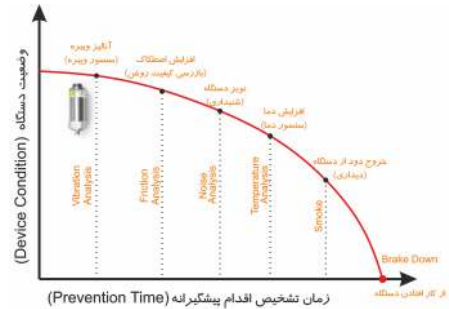 آنالیز ویبره
(سنسور ویبره)
افزایش اصطکاک
(بازرسی کیفیت روغن)
نویز دستگاه
(شنیداری)
افزایش دما
(سنسور دما)
خروج دود از دستگاه
(دیداری)
وضعیت دستگاه (Device Condition)
Vibration
Analysis
Friction
Analysis
Noise
Analysis
Temperature
Analysis
Smoke
Brake Down
از کار افتادن دستگاه
زمان تشخیص اقدام پیشگیرانه (Prevention Time)